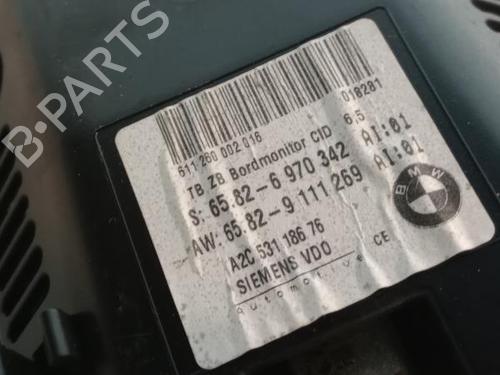 B-PARTS
611 260 002 016
018281
TB ZB Bordmonitor CID 6,5
S: 65.82-6 970 342 AI:01
AW: 65.82-9 111 269 AI:01
A2C 531 186 76
SIEMENS VDO
Automotive
CE
BMW